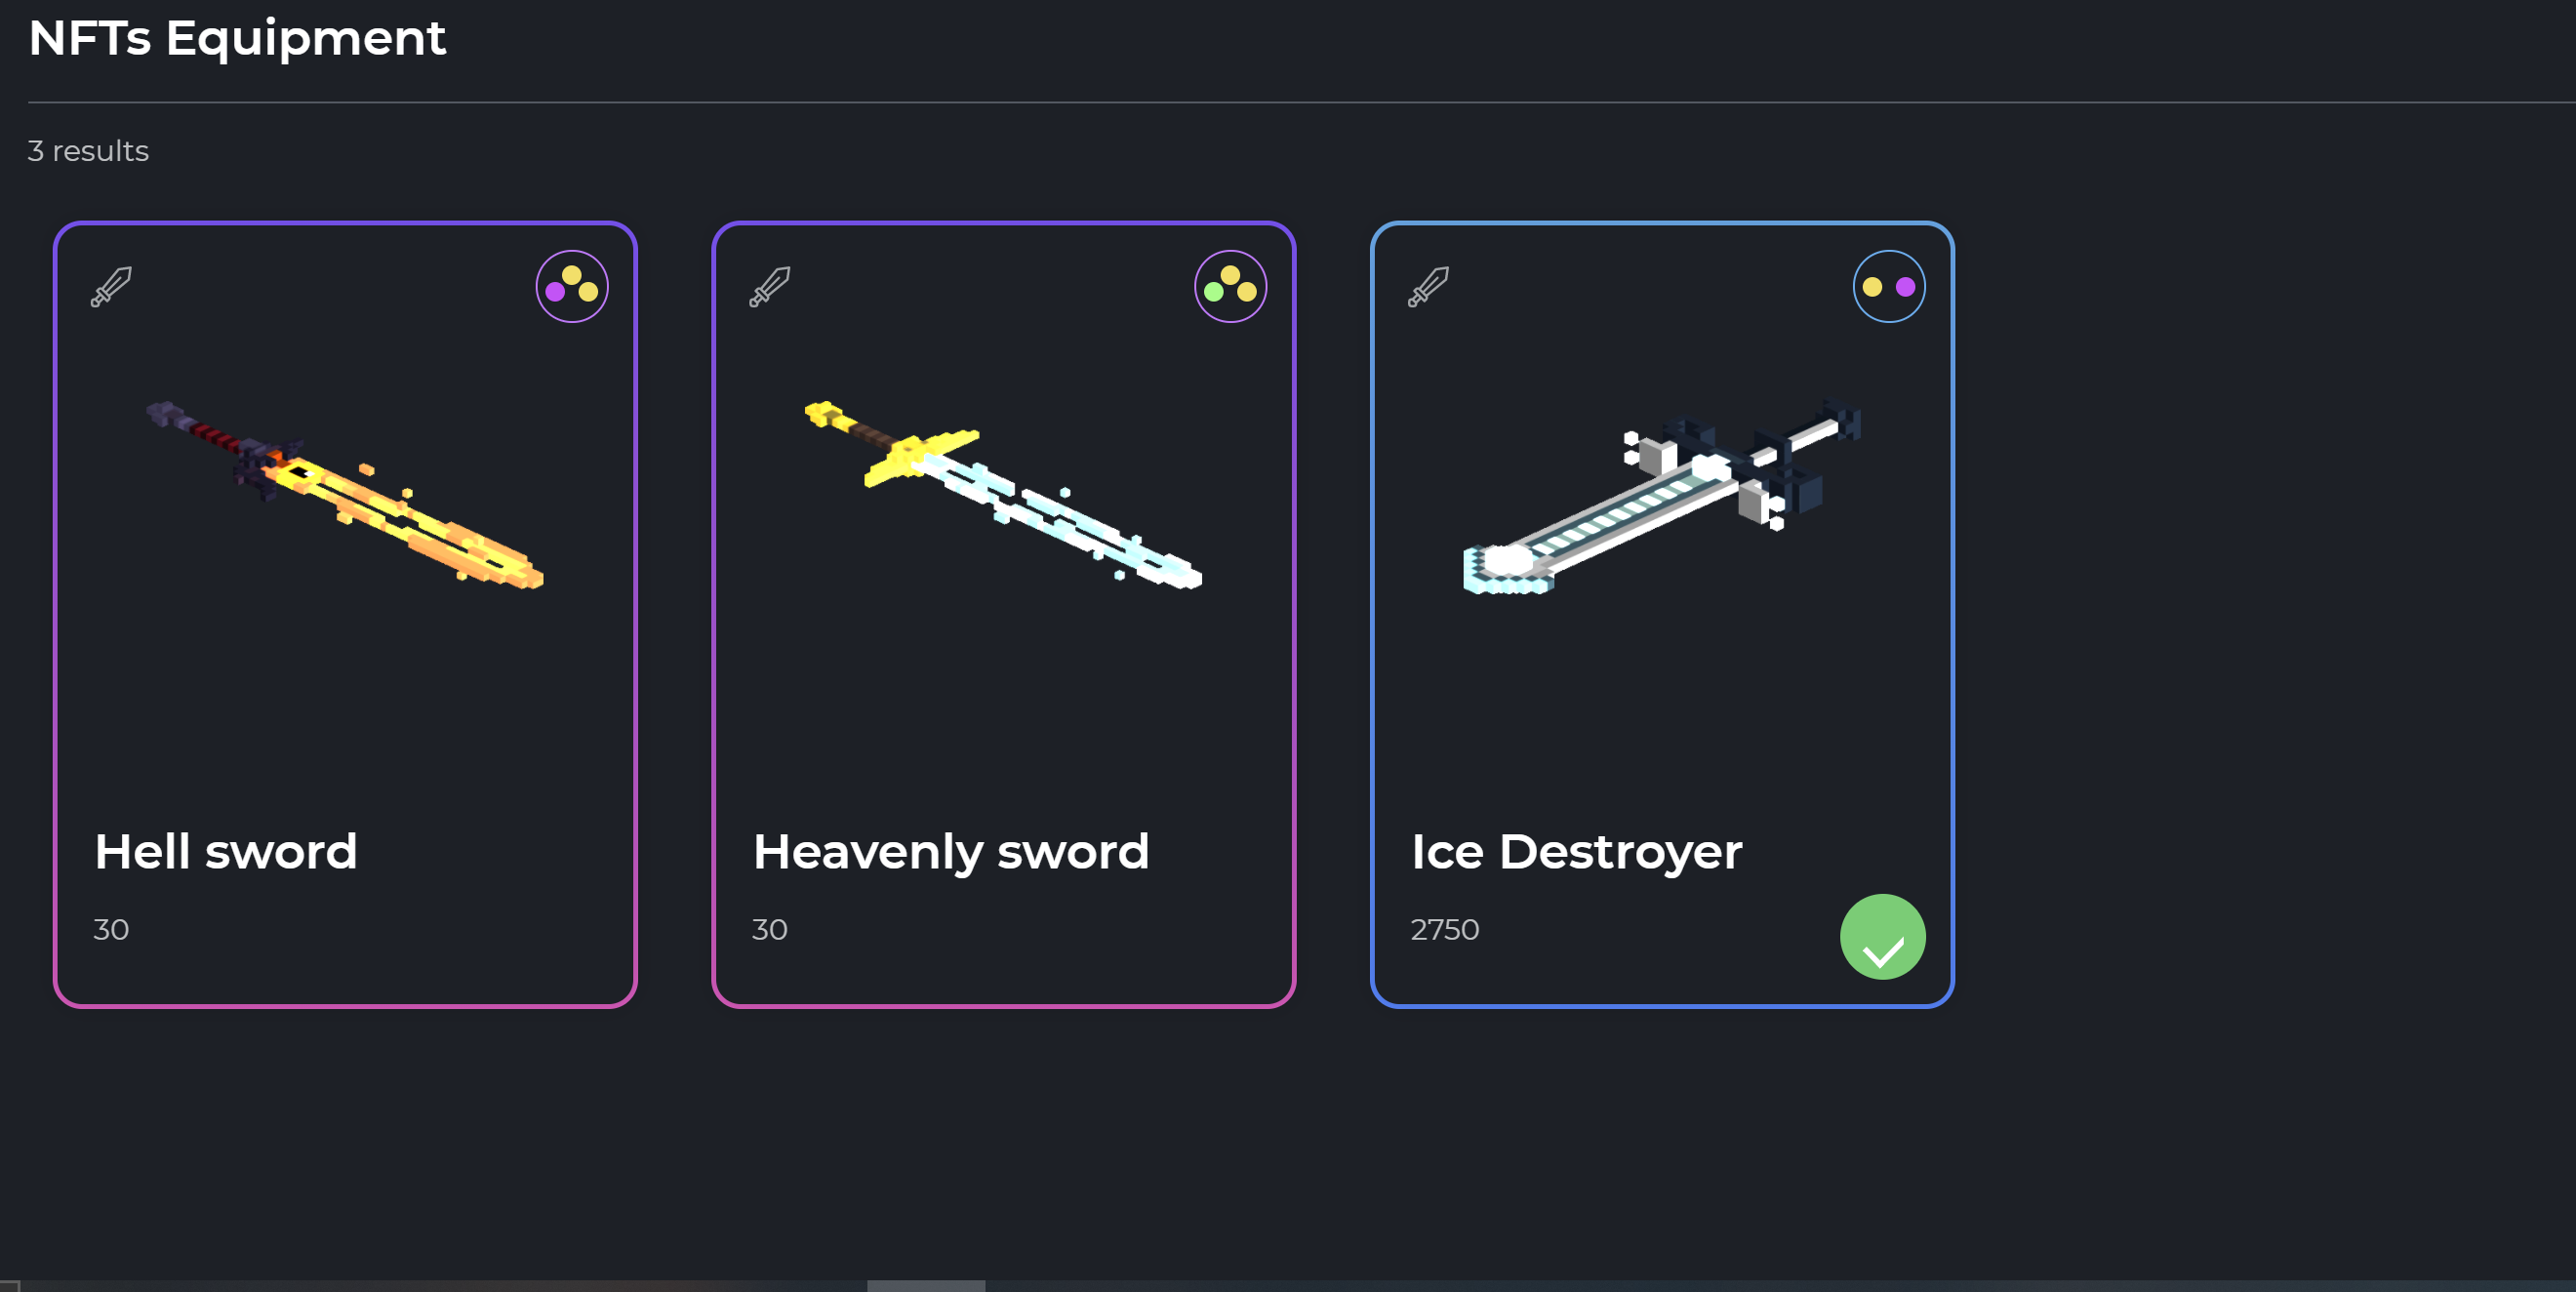 NFTs Equipment
3 results
Hell sword
30
Heavenly sword
30
Ice Destroyer
2750